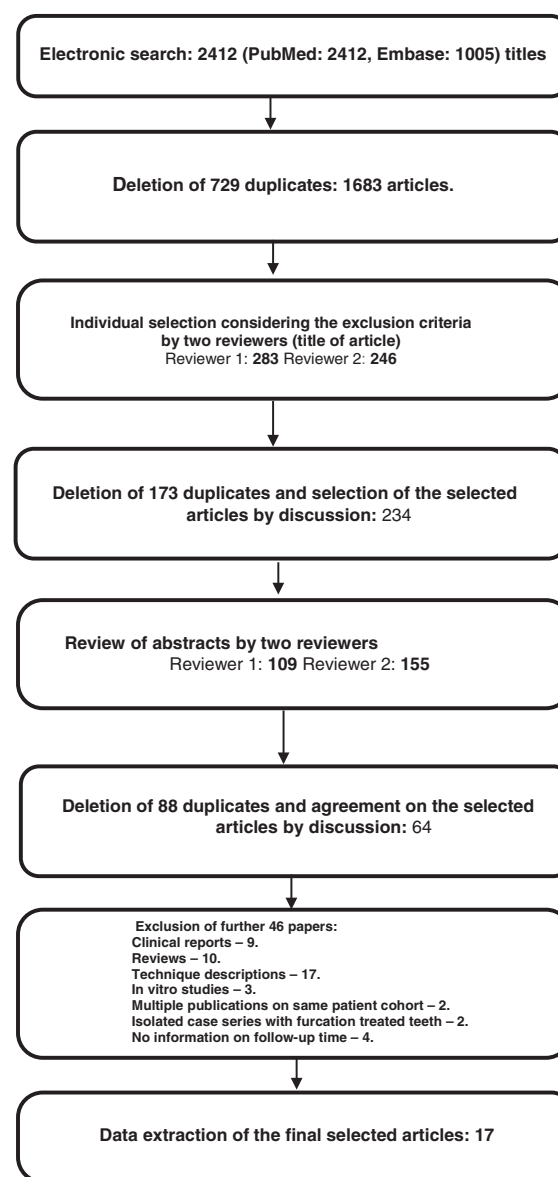 Electronic search: 2412 (PubMed: 2412, Embase: 1005) titles
Deletion of 729 duplicates: 1683 articles.
Individual selection considering the exclusion criteria
by two reviewers (title of article)
Reviewer 1: 283 Reviewer 2: 246
Deletion of 173 duplicates and selection of the selected
articles by discussion: 234
Review of abstracts by two reviewers
Reviewer 1: 109 Reviewer 2: 155
Deletion of 88 duplicates and agreement on the selected
articles by discussion: 64
Exclusion of further 46 papers:
Clinical reports – 9.
Reviews – 10.
Technique descriptions – 17.
In vitro studies – 3.
Multiple publications on same patient cohort – 2.
Isolated case series with furcation treated teeth – 2.
No information on follow-up time – 4.
Data extraction of the final selected articles: 17